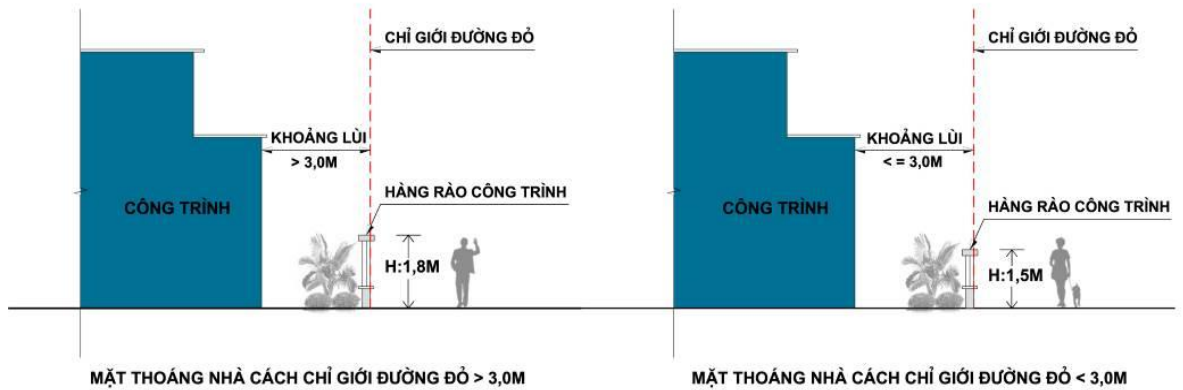 CHỈ GIỚI ĐƯỜNG ĐỎ
KHOẢNG LÙI
> 3,0M
HÀNG RÀO CÔNG TRÌNH
CÔNG TRÌNH
H:1,8M
MẶT THOÁNG NHÀ CÁCH CHỈ GIỚI ĐƯỜNG ĐỎ > 3,0M
CHỈ GIỚI ĐƯỜNG ĐỎ
KHOẢNG LÙI
< = 3,0M
HÀNG RÀO CÔNG TRÌNH
CÔNG TRÌNH
H:1,5M
MẶT THOÁNG NHÀ CÁCH CHỈ GIỚI ĐƯỜNG ĐỎ < 3,0M